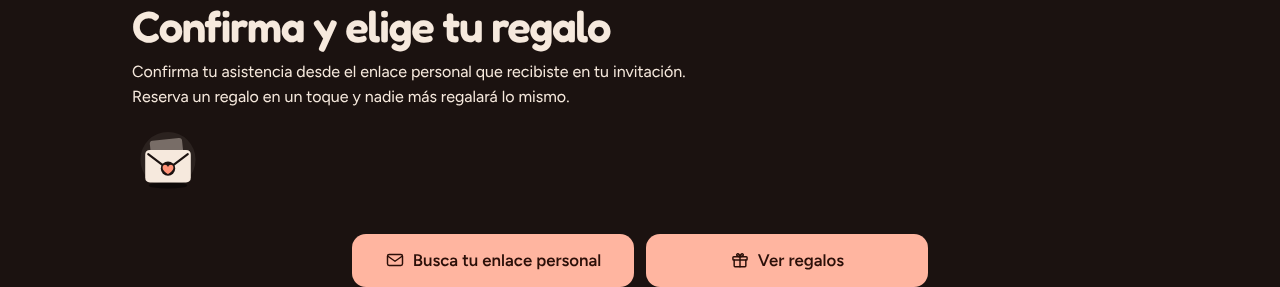 Confirma y elige tu regalo
Confirma tu asistencia desde el enlace personal que recibiste en tu invitación.
Reserva un regalo en un toque y nadie más regalará lo mismo.
Busca tu enlace personal
Ver regalos